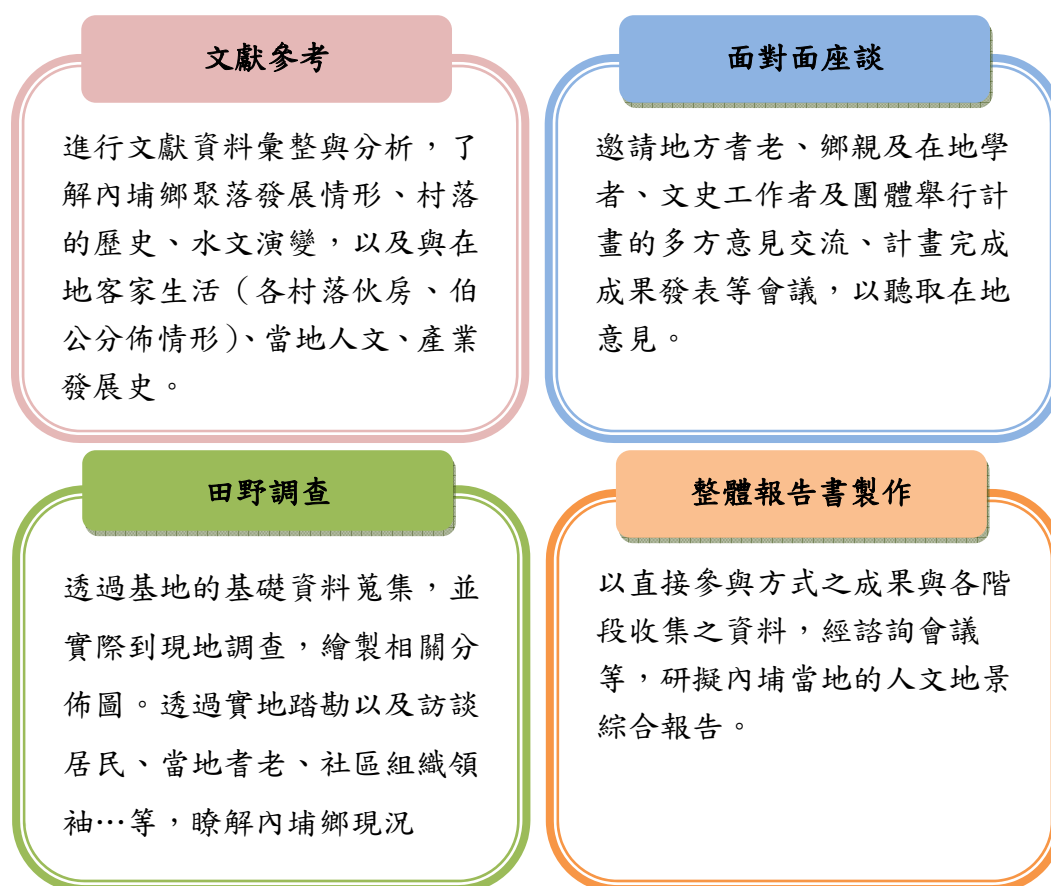 文獻參考
進行文獻資料彙整與分析，了
解內埔鄉聚落發展情形、村落
的歷史、水文演變，以及與在
地客家生活（各村落伙房、伯
公分佈情形）、當地人文、產業
發展史。
面對面座談
邀請地方耆老、鄉親及在地學
者、文史工作者及團體舉行計
畫的多方意見交流、計畫完成
成果發表等會議，以聽取在地
意見。
田野調查
透過基地的基礎資料蒐集，並
實際到現地調查，繪製相關分
佈圖。透過實地踏勘以及訪談
居民、當地耆老、社區組織領
袖…等，瞭解內埔鄉現況
整體報告書製作
以直接參與方式之成果與各階
段收集之資料，經諮詢會議
等，研擬內埔當地的人文地景
綜合報告。